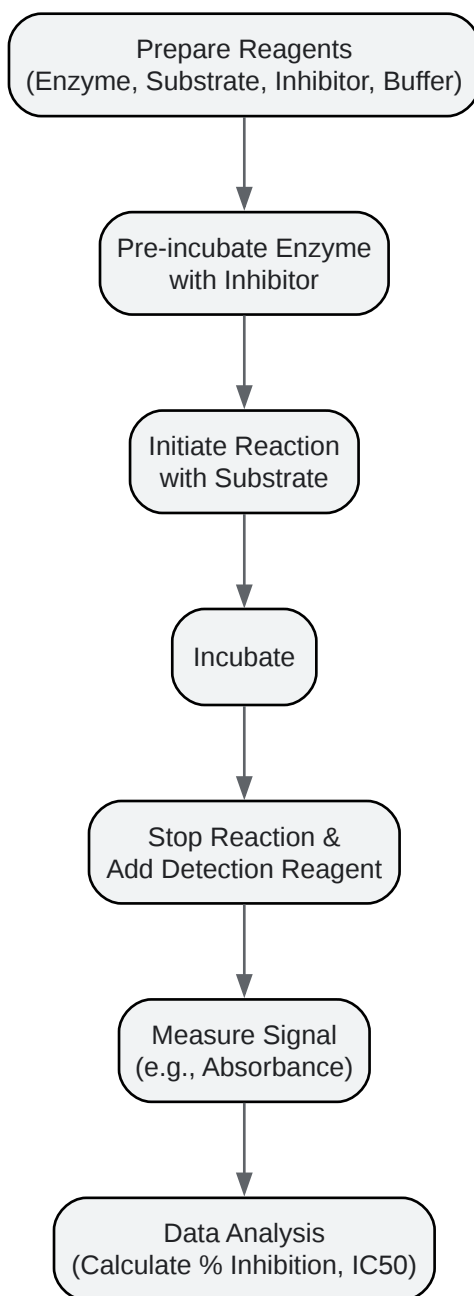 Prepare Reagents
(Enzyme, Substrate, Inhibitor, Buffer)
Pre-incubate Enzyme
with Inhibitor
Initiate Reaction
with Substrate
Incubate
Stop Reaction &
Add Detection Reagent
Measure Signal
(e.g., Absorbance)
Data Analysis
(Calculate % Inhibition, IC50)